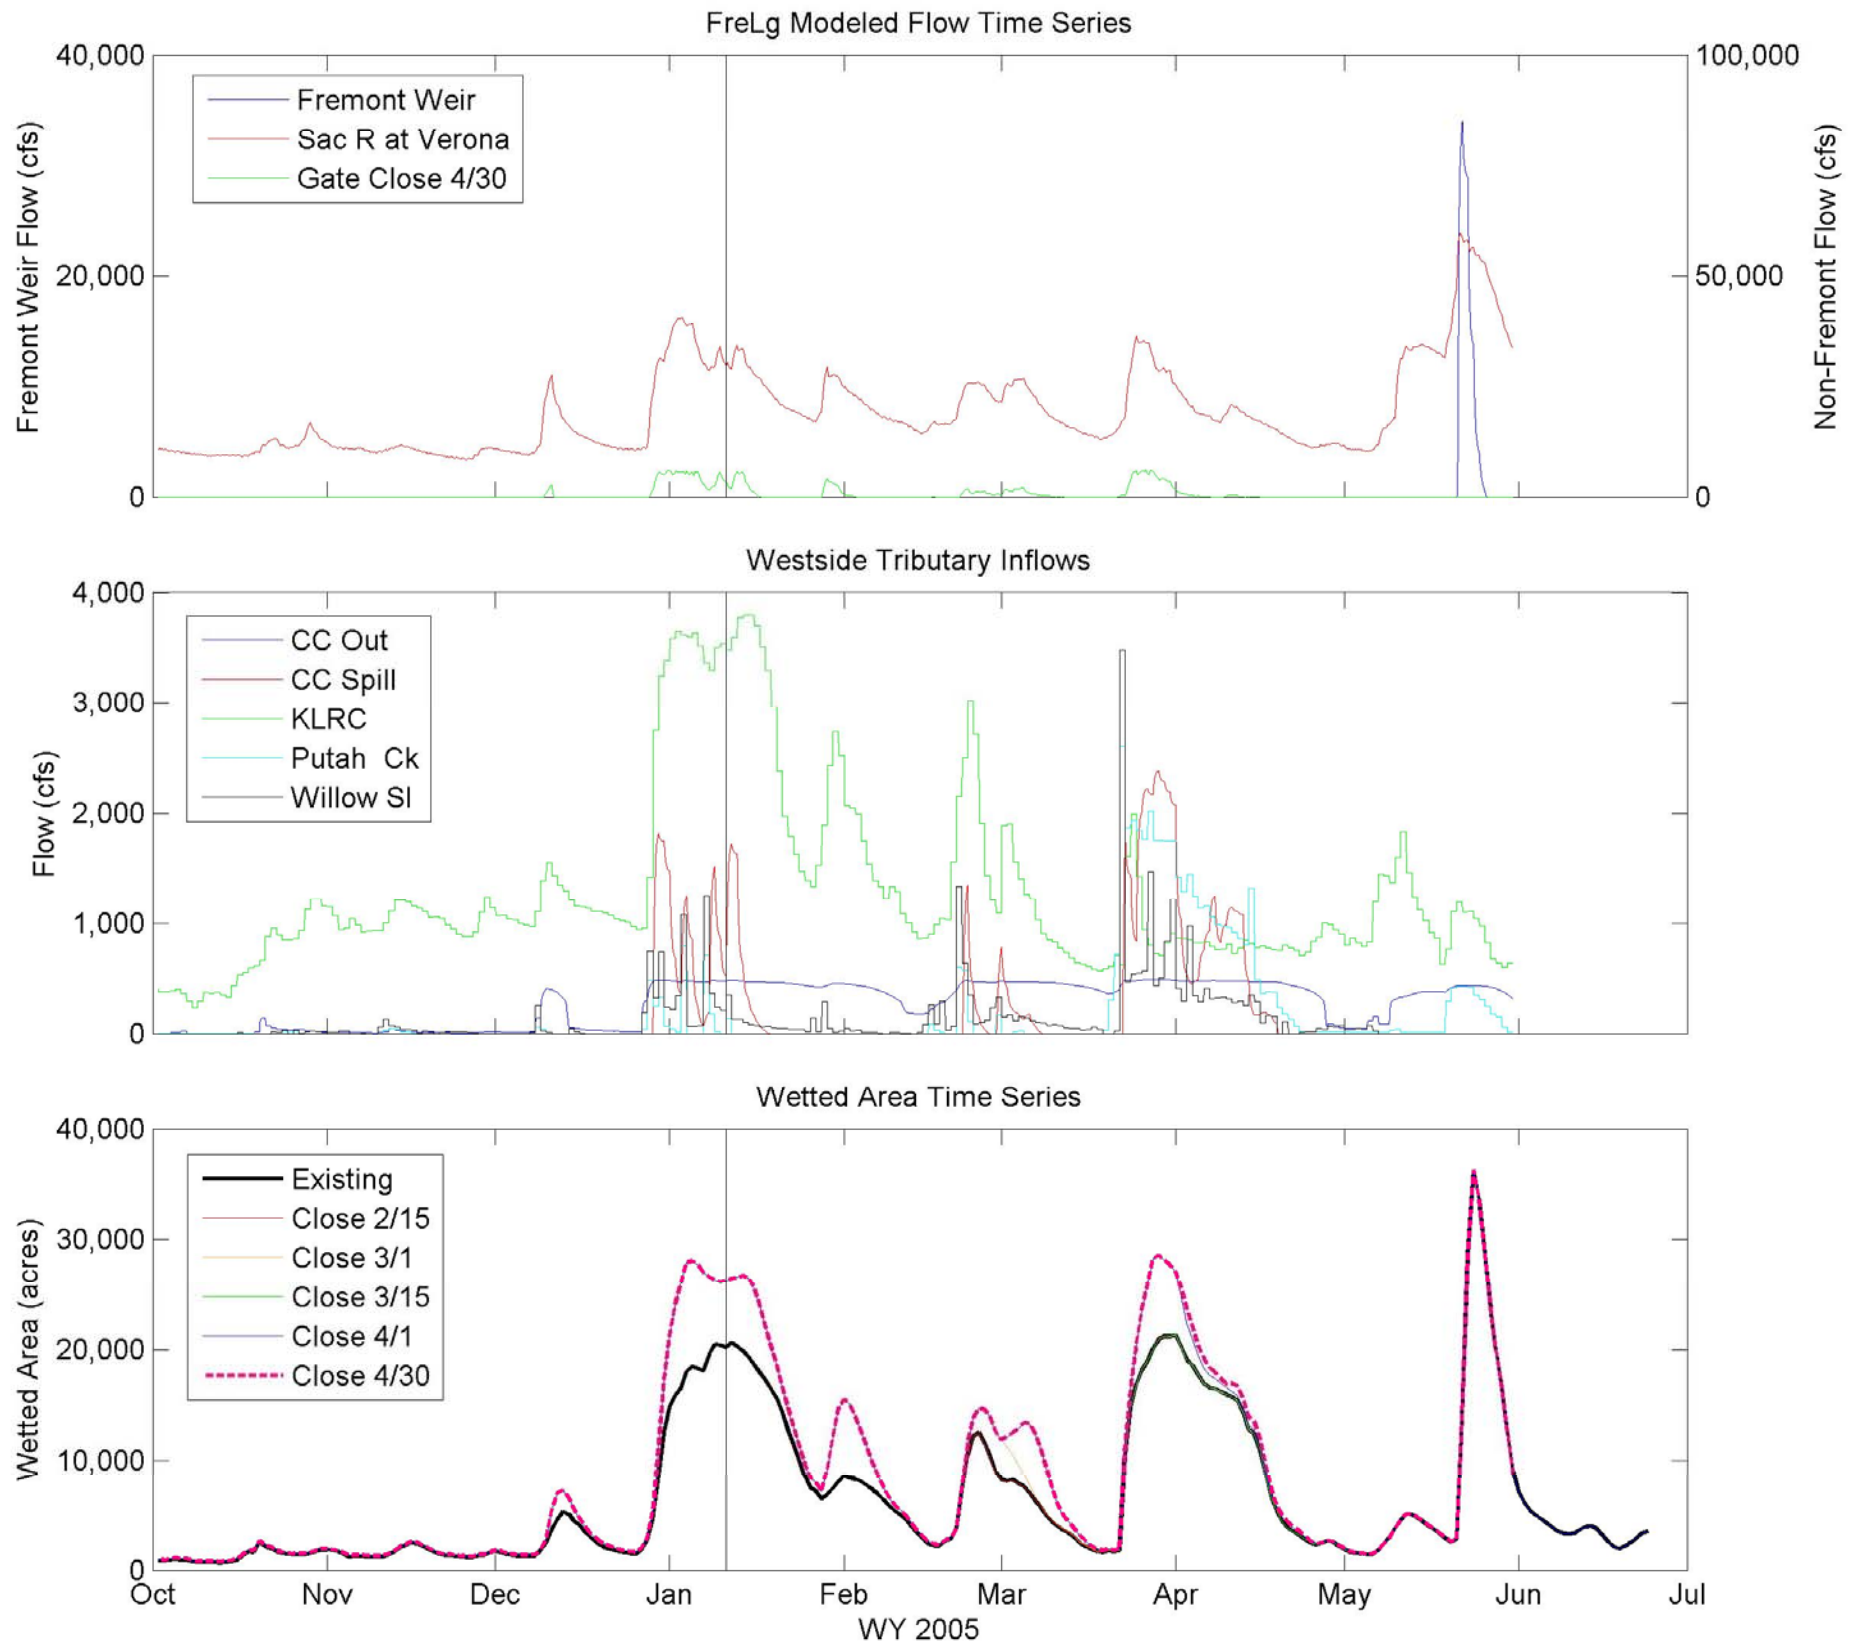 FreLg Modeled Flow Time Series
40,000
20,000
0
Fremont Weir Flow (cfs)
100,000
50,000
0
Non-Fremont Flow (cfs)
Fremont Weir
Sac R at Verona
Gate Close 4/30
Westside Tributary Inflows
4,000
3,000
2,000
1,000
0
Flow (cfs)
CC Out
CC Spill
KLRC
Putah Ck
Willow Sl
Wetted Area Time Series
40,000
30,000
20,000
10,000
0
Wetted Area (acres)
Existing
Close 2/15
Close 3/1
Close 3/15
Close 4/1
Close 4/30
Oct Nov Dec Jan Feb Mar Apr May Jun Jul
WY 2005